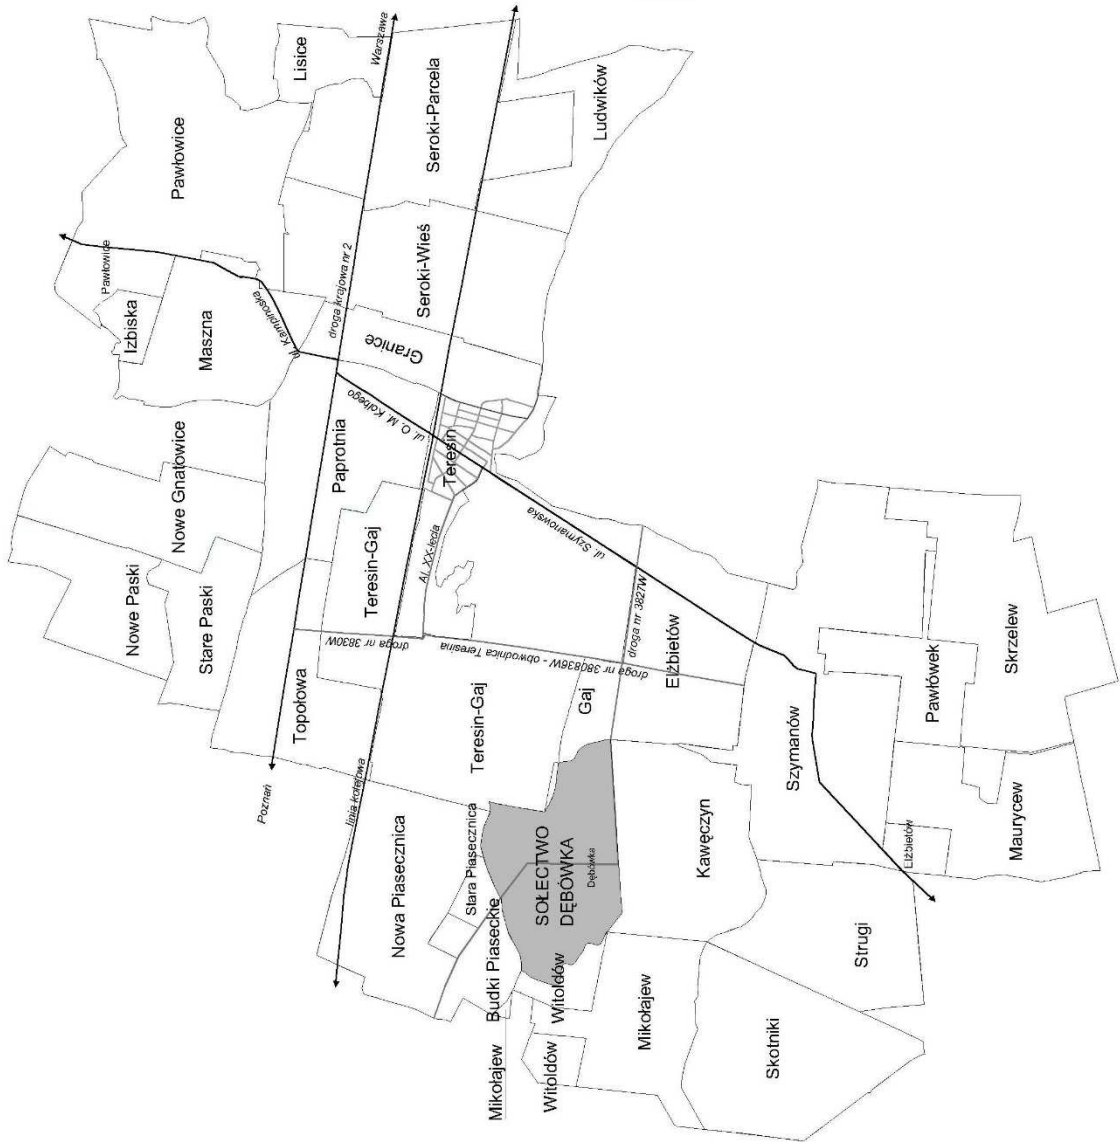 Poznań
linia kolejowa
Mikołajew
Witoldów
Budki Piaseckie
Witoldów
Mikołajew
Skotniki
Nowa Piasecznica
Stara Piasecznica
SOŁECTWO
DĘBÓWKA
Dębówka
Kawęczyn
Strugi
Topołowa
Teresin-Gaj
Gaj
Elżbietów
Szymanów
Elżbietów
Maurycew
Pawłówek
Skrzelew
Nowe Paski
Stare Paski
Nowe Gnatowice
Paprotnia
Teresin-Gaj
droga nr 3830W
droga nr 380836W - obwodnica Teresina
droga nr 3827W
Al. XX-lecia
ul. Szymanowska
Teresin
ul. O. M. Kolbego
Granice
ul. Kampinoska
droga krajowa nr 2
Izbiska
Maszna
Pawłowice
Pawłowice
Seroki-Wieś
Seroki-Parcela
Lisice
Warszawa
Ludwików